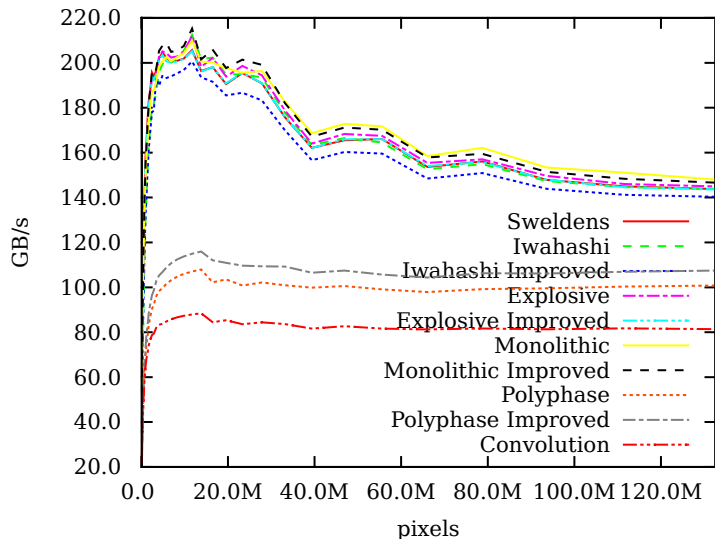 220.0
200.0
180.0
160.0
140.0
120.0
100.0
80.0
60.0
40.0
20.0
GB/s
Sweldens
Iwahashi
Iwahashi Improved
Explosive
Explosive Improved
Monolithic
Monolithic Improved
Polyphase
Polyphase Improved
Convolution
0.0 20.0M 40.0M 60.0M 80.0M 100.0M 120.0M
pixels